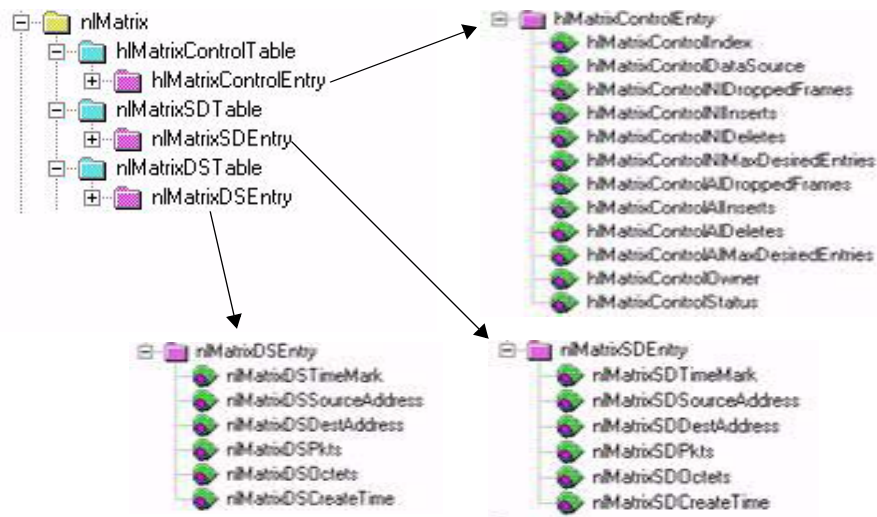 nlMatrix
hlMatrixControlTable
hlMatrixControlEntry
nlMatrixSDTable
nlMatrixSDEntry
nlMatrixDSTable
nlMatrixDSEntry
hlMatrixControlEntry
hlMatrixControlIndex
hlMatrixControlDataSource
hlMatrixControlNlDroppedFrames
hlMatrixControlNlInserts
hlMatrixControlNlDeletes
hlMatrixControlNlMaxDesiredEntries
hlMatrixControlAlDroppedFrames
hlMatrixControlAlInserts
hlMatrixControlAlDeletes
hlMatrixControlAlMaxDesiredEntries
hlMatrixControlOwner
hlMatrixControlStatus
nlMatrixDSEntry
nlMatrixDSTimeMark
nlMatrixDSSourceAddress
nlMatrixDSDestAddress
nlMatrixDSPkts
nlMatrixDSOctets
nlMatrixDSCreateTime
nlMatrixSDEntry
nlMatrixSDTimeMark
nlMatrixSDSourceAddress
nlMatrixSDDestAddress
nlMatrixSDPkts
nlMatrixSDOctets
nlMatrixSDCreateTime